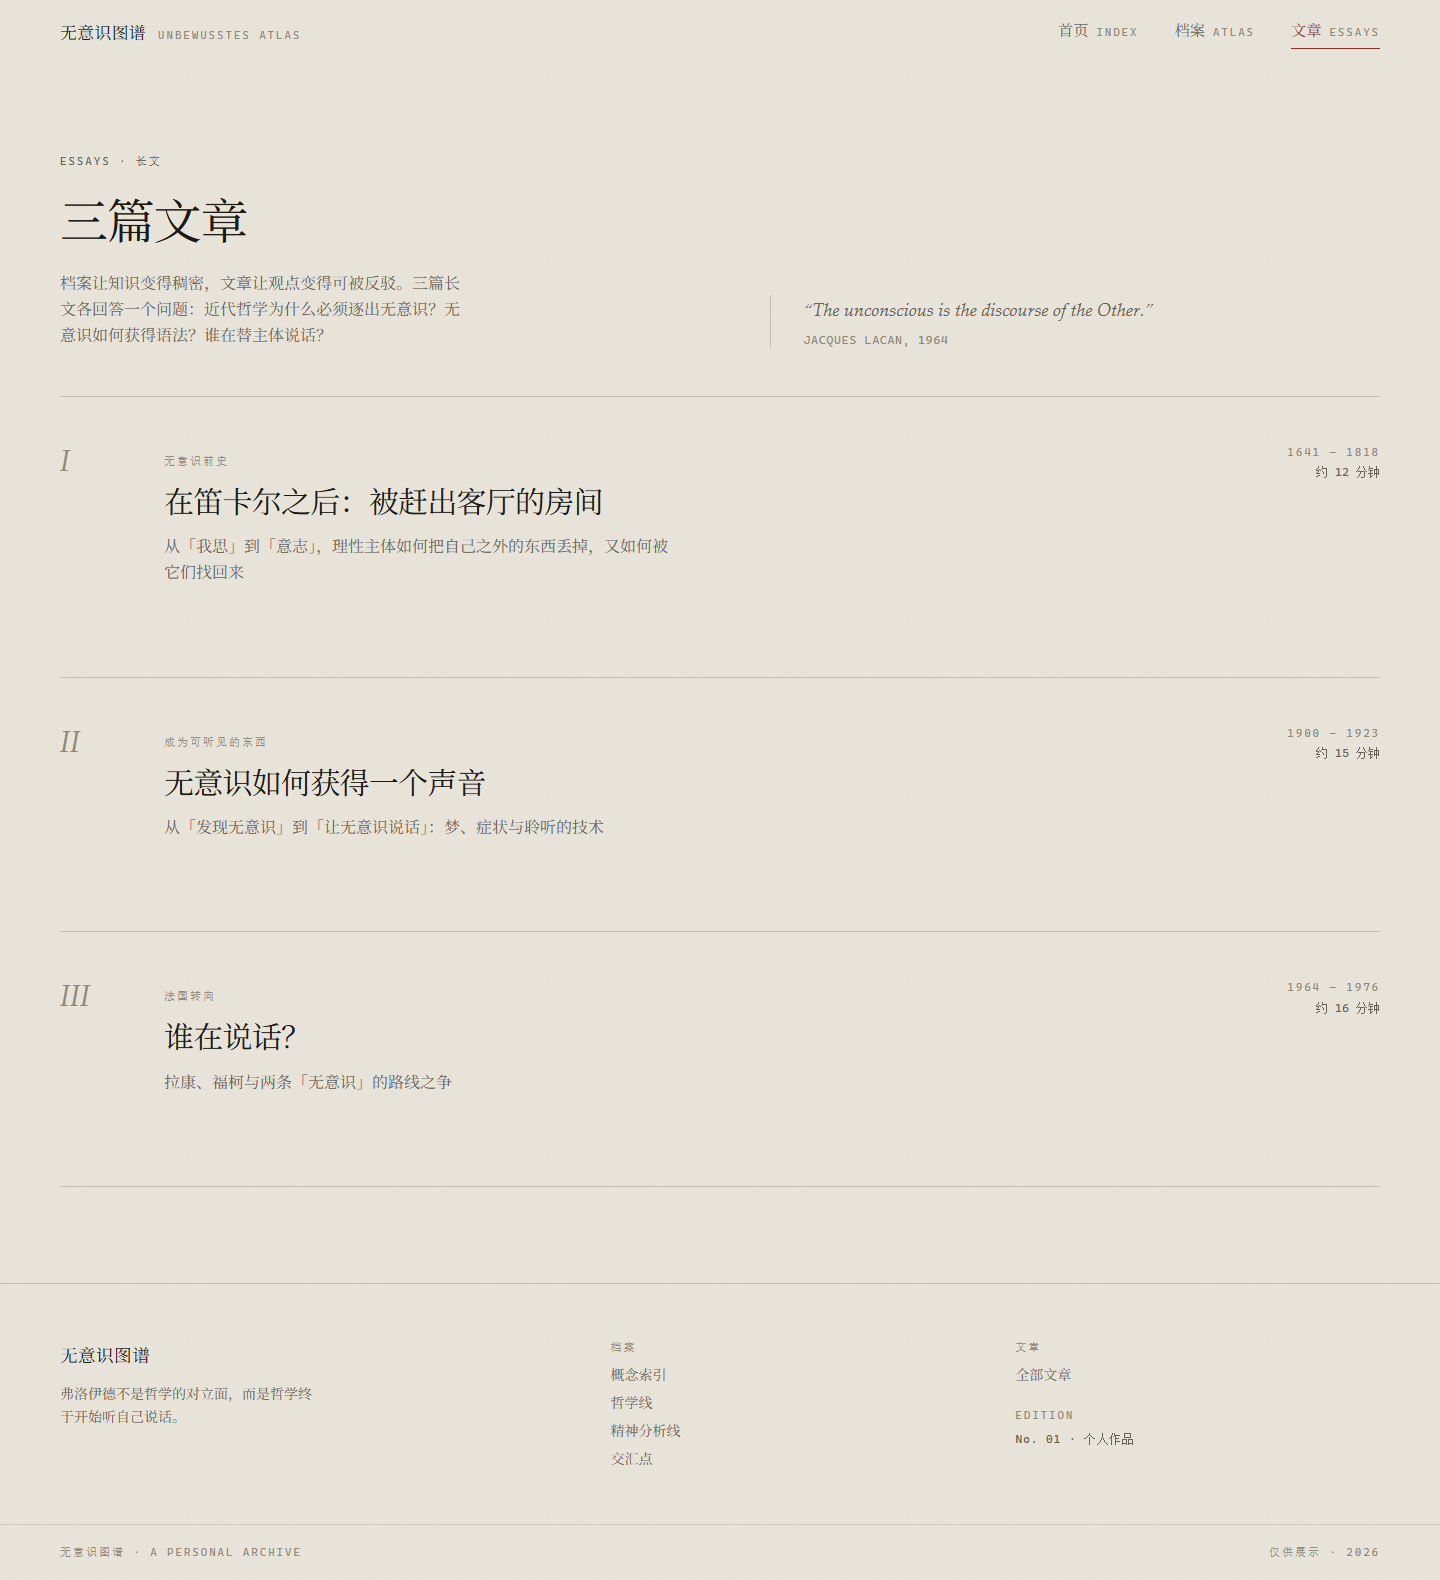 无意识图谱 UNBEWUSSTES ATLAS
首页 INDEX 档案 ATLAS 文章 ESSAYS
ESSAYS · 长文
三篇文章
档案让知识变得稠密，文章让观点变得可被反驳。三篇长
文各回答一个问题：近代哲学为什么必须逐出无意识？无
意识如何获得语法？谁在替主体说话？
“The unconscious is the discourse of the Other.”
JACQUES LACAN, 1964
I
无意识前史
在笛卡尔之后：被赶出客厅的房间
从「我思」到「意志」，理性主体如何把自己之外的东西丢掉，又如何被
它们找回来
1641 – 1818
约 12 分钟
II
成为可听见的东西
无意识如何获得一个声音
从「发现无意识」到「让无意识说话」：梦、症状与聆听的技术
1900 – 1923
约 15 分钟
III
法国转向
谁在说话？
拉康、福柯与两条「无意识」的路线之争
1964 – 1976
约 16 分钟
无意识图谱
弗洛伊德不是哲学的对立面，而是哲学终
于开始听自己说话。
档案
概念索引
哲学线
精神分析线
交汇点
文章
全部文章
EDITION
No. 01 · 个人作品
无意识图谱 · A PERSONAL ARCHIVE
仅供展示 · 2026